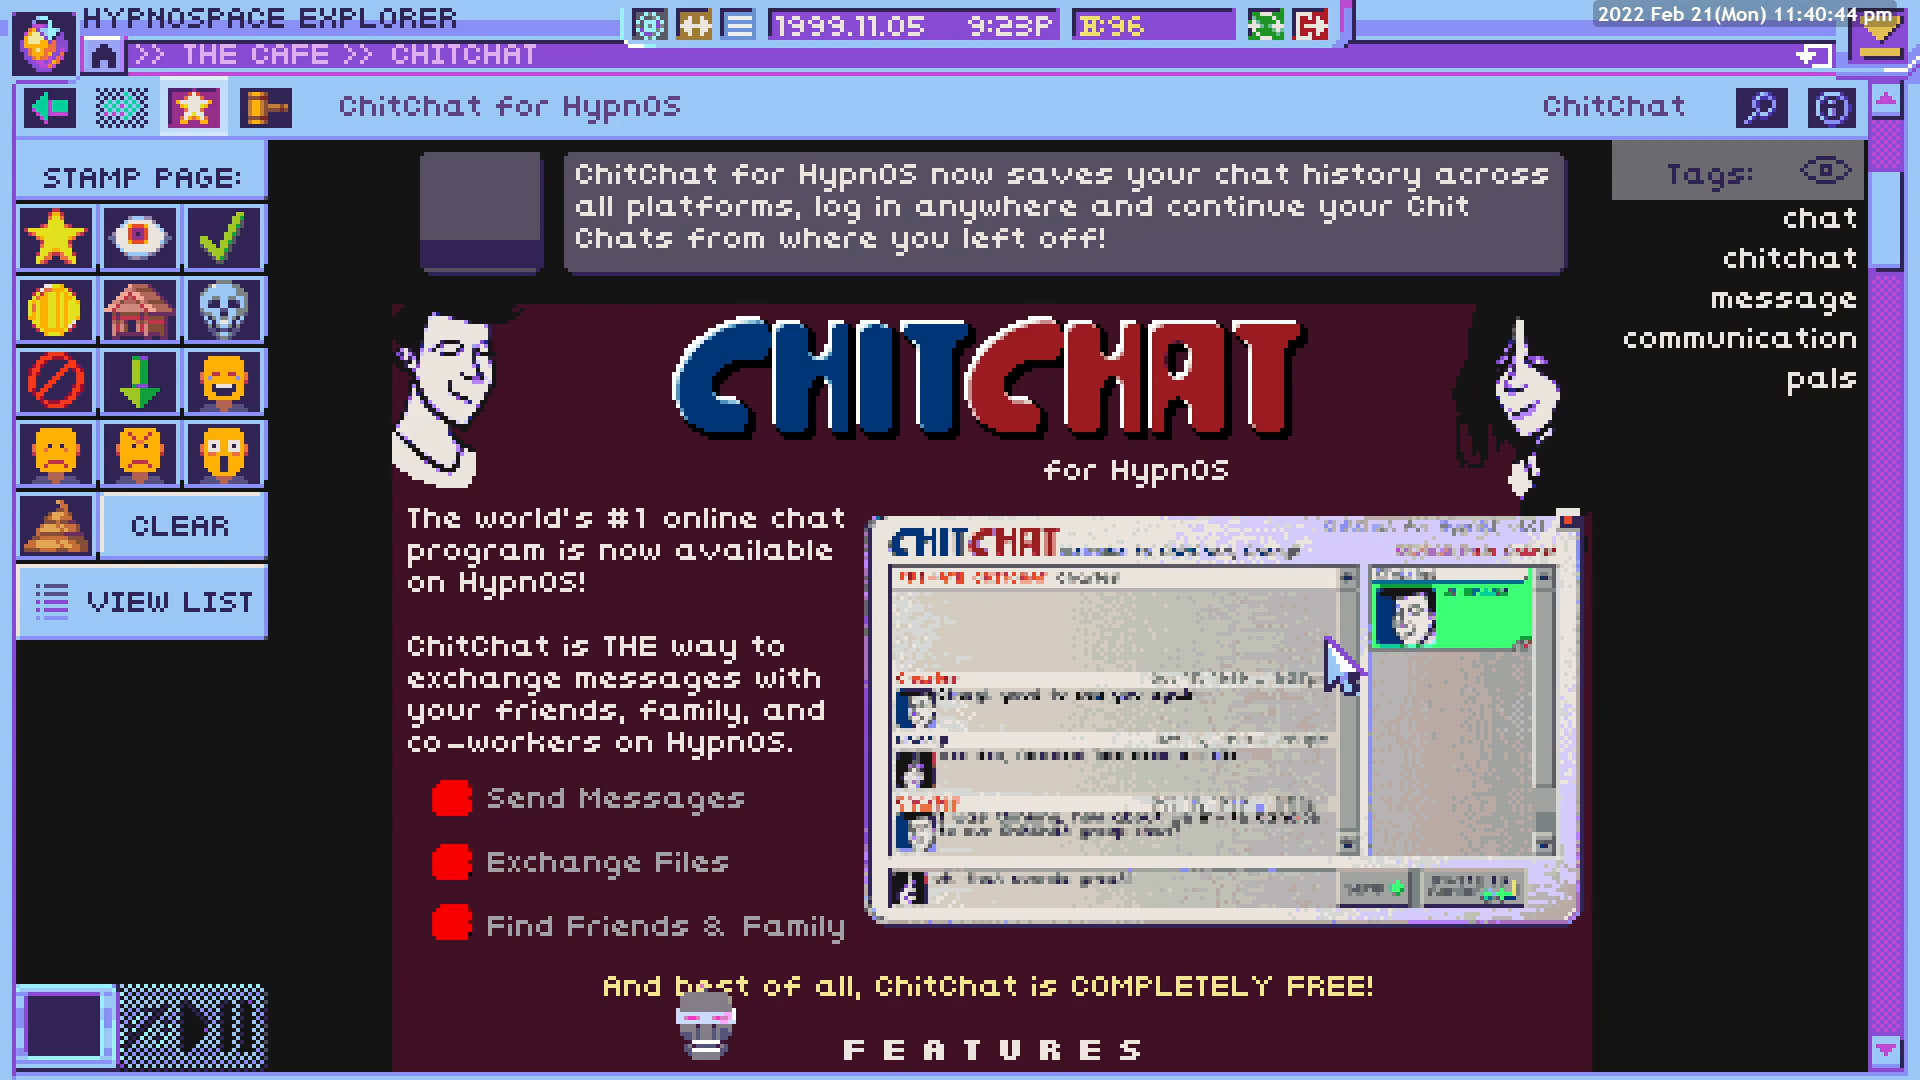 HYPNOSPACE EXPLORER
1999.11.05 9:23P
96
2022 Feb 21(Mon) 11:40:44 pm
>> THE CAFE >> CHITCHAT
ChitChat for HypnOS
ChitChat
STAMP PAGE:
CLEAR
VIEW LIST
ChitChat for HypnOS now saves your chat history across
all platforms, log in anywhere and continue your Chit
Chats from where you left off!
Tags:
chat
chitchat
message
communication
pals
CHITCHAT
for HypnOS
The world's #1 online chat
program is now available
on HypnOS!
ChitChat is THE way to
exchange messages with
your friends, family, and
co-workers on HypnOS.
Send Messages
Exchange Files
Find Friends & Family
CHITCHAT
And best of all, ChitChat is COMPLETELY FREE!
FEATURES